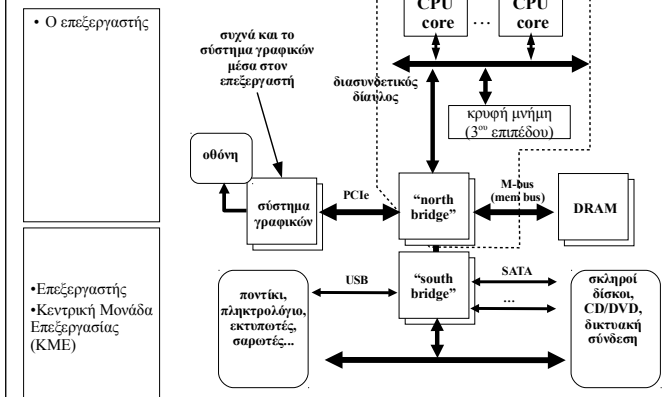 • Ο επεξεργαστής
•Επεξεργαστής
•Κεντρική Μονάδα
Επεξεργασίας
(ΚΜΕ)
CPU
core
...
CPU
core
συχνά και το
σύστημα γραφικών
μέσα στον
επεξεργαστή
διασυνδετικός
δίαυλος
κρυφή μνήμη
(3ου επιπέδου)
οθόνη
σύστημα
γραφικών
PCIe
“north
bridge”
M-bus
(mem bus)
DRAM
ποντίκι,
πληκτρολόγιο,
εκτυπωτές,
σαρωτές...
USB
“south
bridge”
SATA
...
σκληροί
δίσκοι,
CD/DVD,
δικτυακή
σύνδεση